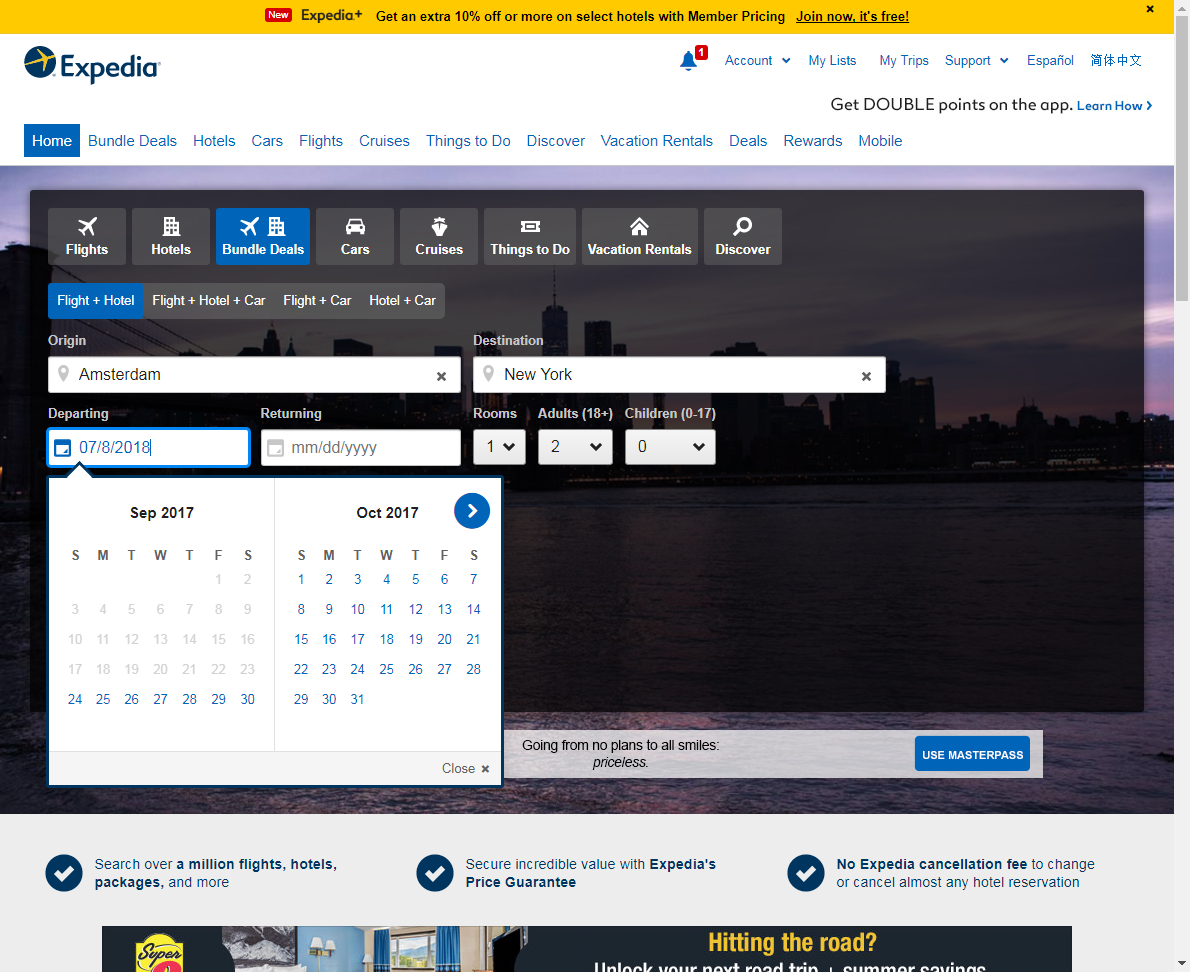 New Expedia+ Get an extra 10% off or more on select hotels with Member Pricing Join now, it's free!
Expedia
1 Account My Lists My Trips Support Español 简体中文
Get DOUBLE points on the app. Learn How
Home Bundle Deals Hotels Cars Flights Cruises Things to Do Discover Vacation Rentals Deals Rewards Mobile
Flights Hotels Bundle Deals Cars Cruises Things to Do Vacation Rentals Discover
Flight + Hotel Flight + Hotel + Car Flight + Car Hotel + Car
Origin Destination
Amsterdam × New York ×
Departing Returning Rooms Adults (18+) Children (0-17)
07/8/2018 mm/dd/yyyy 1 2 0
Sep 2017 Oct 2017
S M T W T F S S M T W T F S
1 2 1 2 3 4 5 6 7
3 4 5 6 7 8 9 8 9 10 11 12 13 14
10 11 12 13 14 15 16 15 16 17 18 19 20 21
17 18 19 20 21 22 23 22 23 24 25 26 27 28
24 25 26 27 28 29 30 29 30 31
Close ×
Going from no plans to all smiles:
priceless.
USE MASTERPASS
Search over a million flights, hotels,
packages, and more
Secure incredible value with Expedia's
Price Guarantee
No Expedia cancellation fee to change
or cancel almost any hotel reservation
Super
8
Hitting the road?
Unlock your next road trip + summer savings